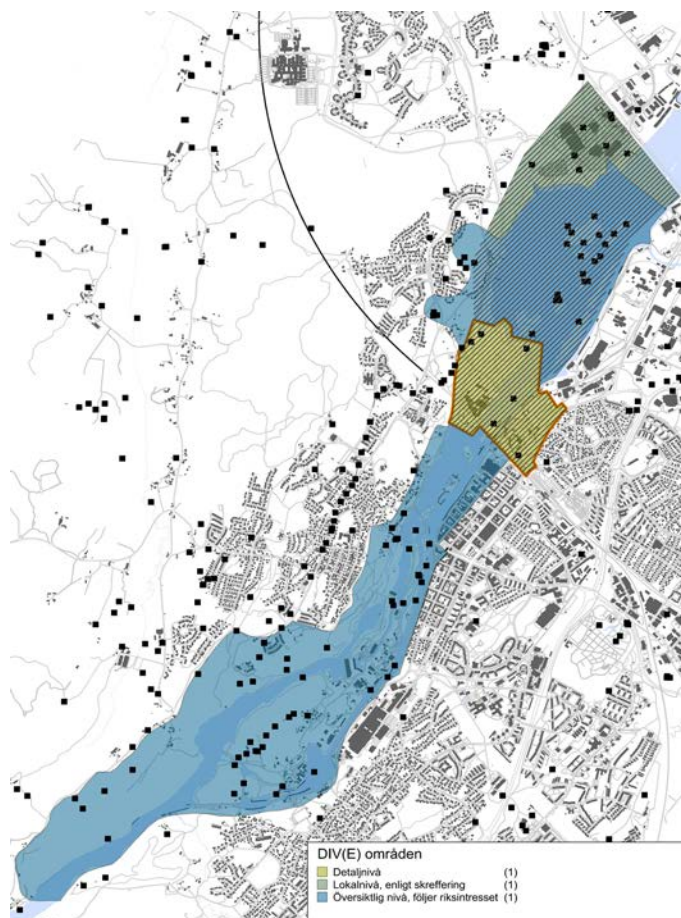 DIV(E) områden
Detaljnivå (1)
Lokalnivå, enligt skreffering (1)
Översiktlig nivå, följer riksintresset (1)